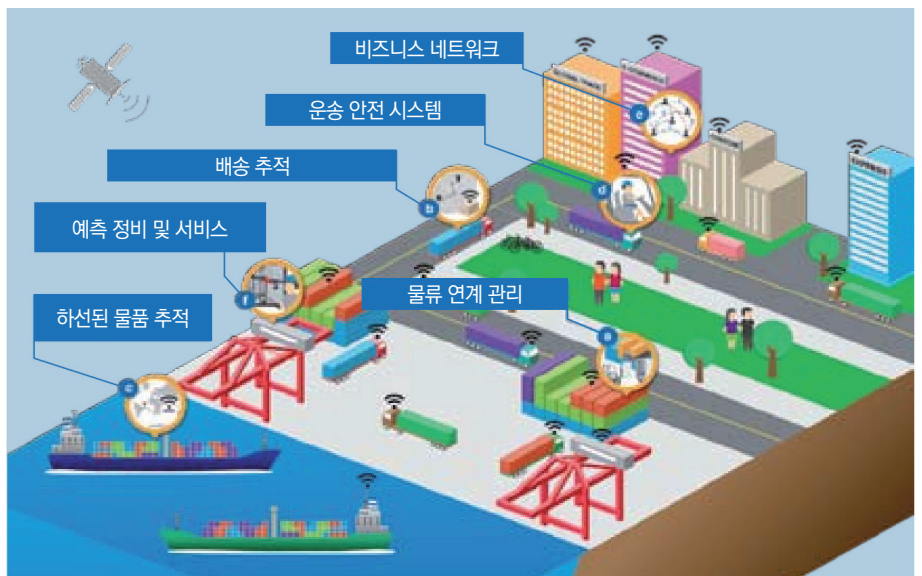 비즈니스 네트워크
운송 안전 시스템
배송 추적
예측 정비 및 서비스
물류 연계 관리
하선된 물품 추적
e
d
b
f
c